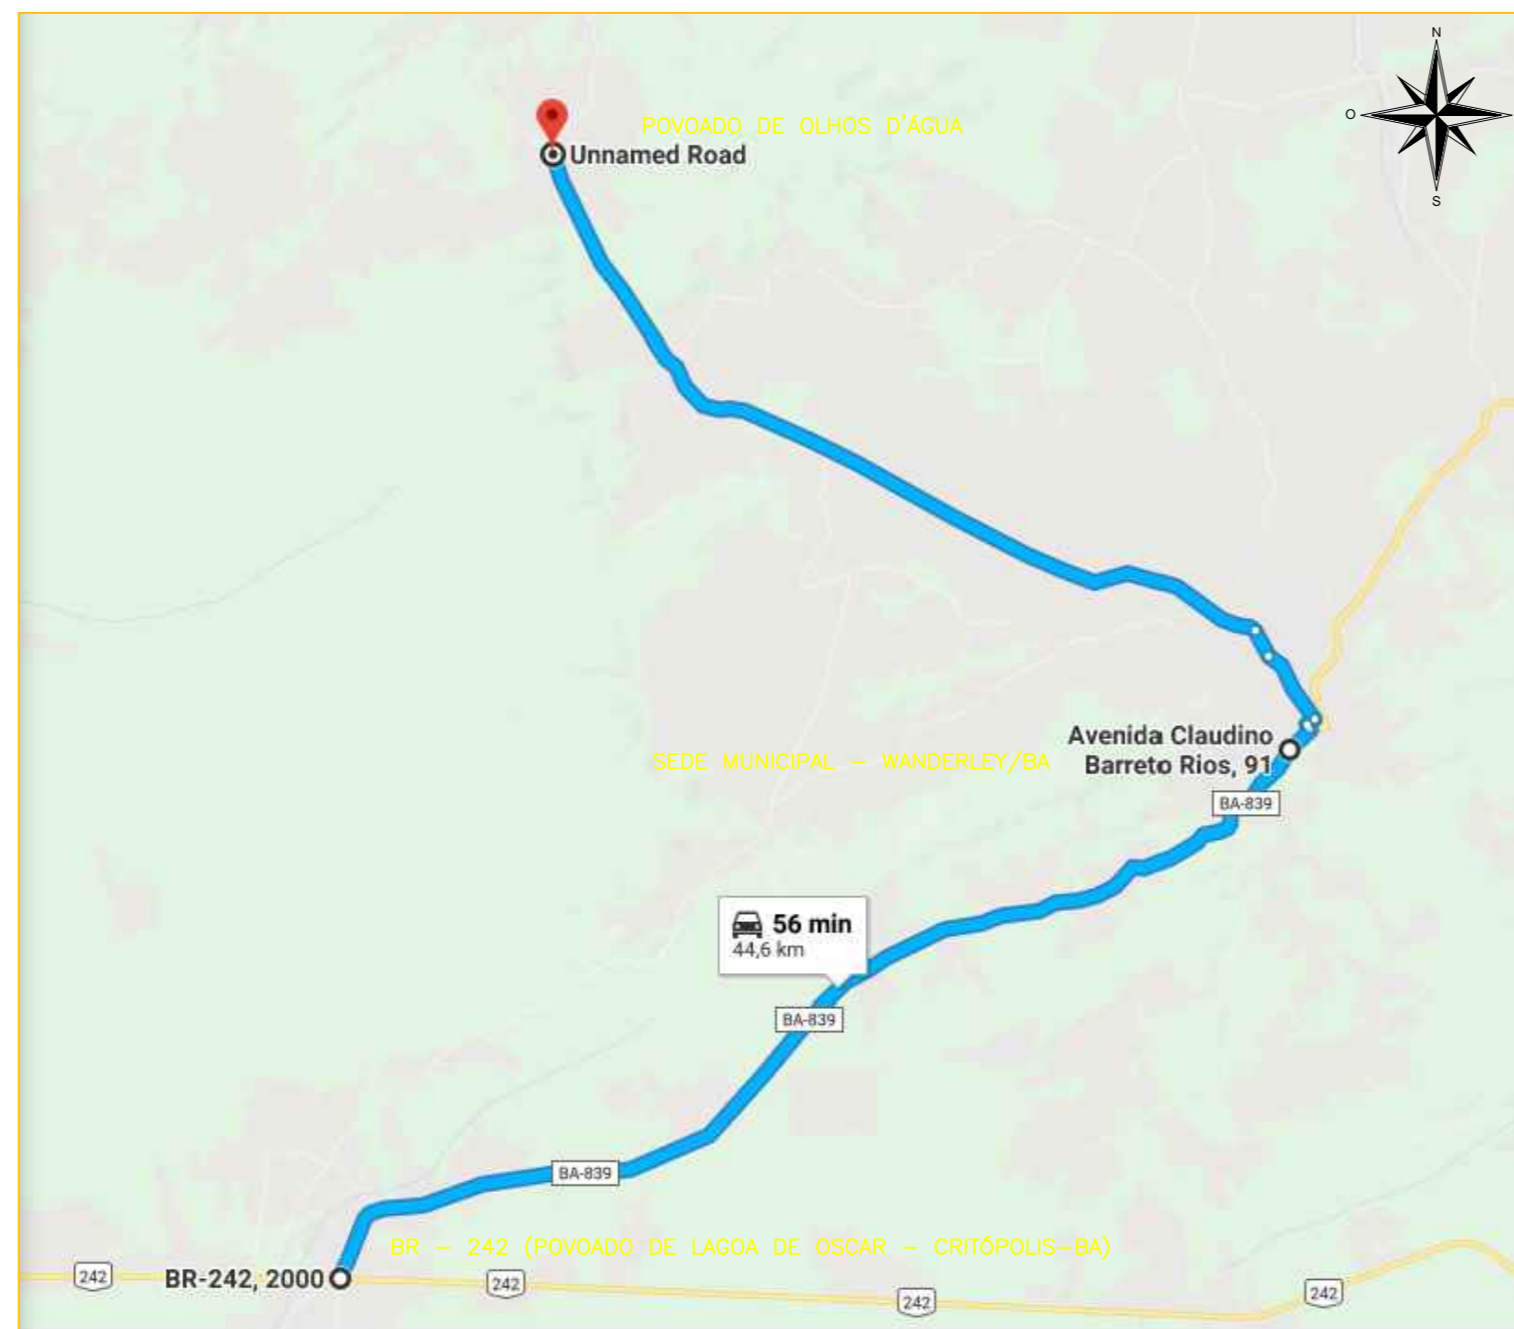 N
O
S
POVOADO DE OLHOS D'ÁGUA
Unnamed Road
Avenida Claudino
Barreto Rios, 91
SEDE MUNICIPAL - WANDERLEY/BA
BA-839
56 min
44,6 km
BA-839
BA-839
BR - 242 (POVOADO DE LAGOA DE OSCAR - CRITÓPOLIS-BA)
242
BR-242, 2000
242
242
242